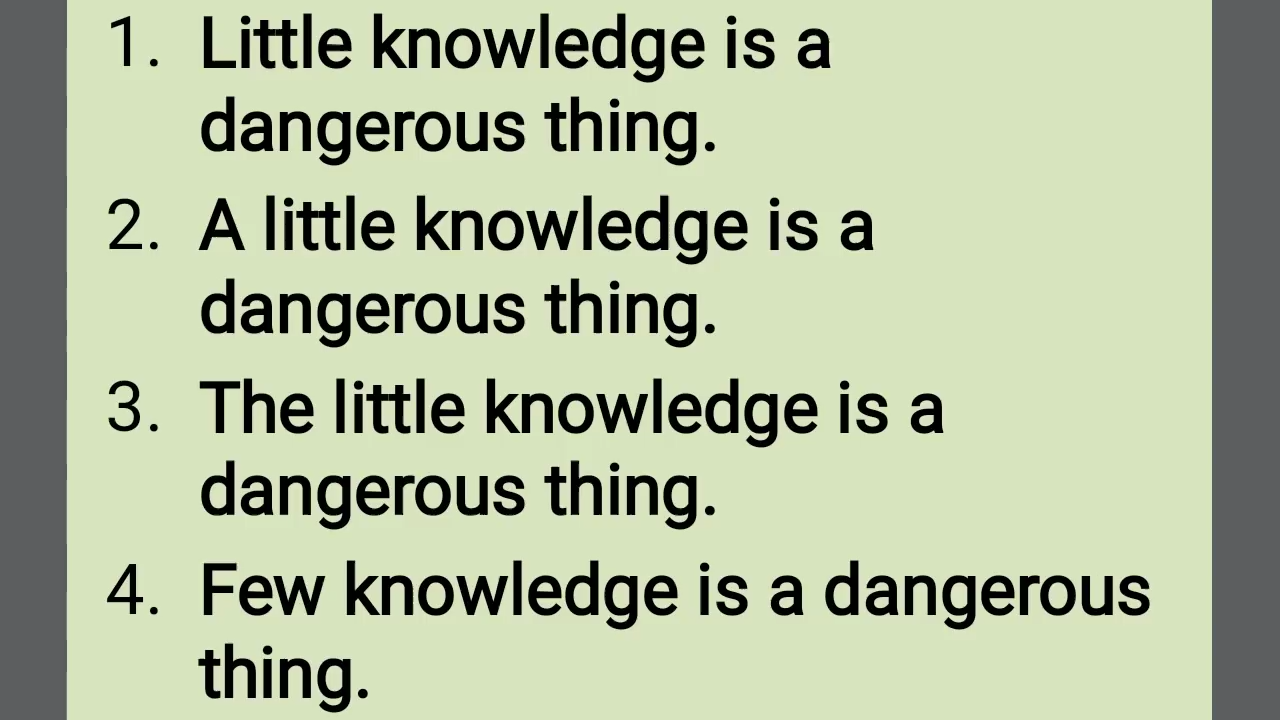 1. Little knowledge is a
dangerous thing.
2. A little knowledge is a
dangerous thing.
3. The little knowledge is a
dangerous thing.
4. Few knowledge is a dangerous
thing.